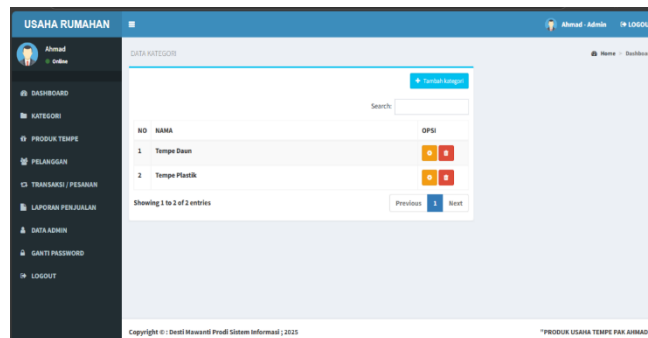 USAHA RUMAHAN
Ahmad - Admin LOGOU
Ahmad
Online
DATA KATEGORI
Home > Dashboa
+ Tambah kategori
Search:
DASHBOARD
KATEGORI
PRODUK TEMPE
PELANGGAN
TRANSAKSI / PESANAN
LAPORAN PENJUALAN
DATA ADMIN
GANTI PASSWORD
LOGOUT
NO NAMA OPSI
1 Tempe Daun
2 Tempe Plastik
Showing 1 to 2 of 2 entries
Previous 1 Next
Copyright © : Desti Mawanti Prodi Sistem Informasi ; 2025
"PRODUK USAHA TEMPE PAK AHMAD